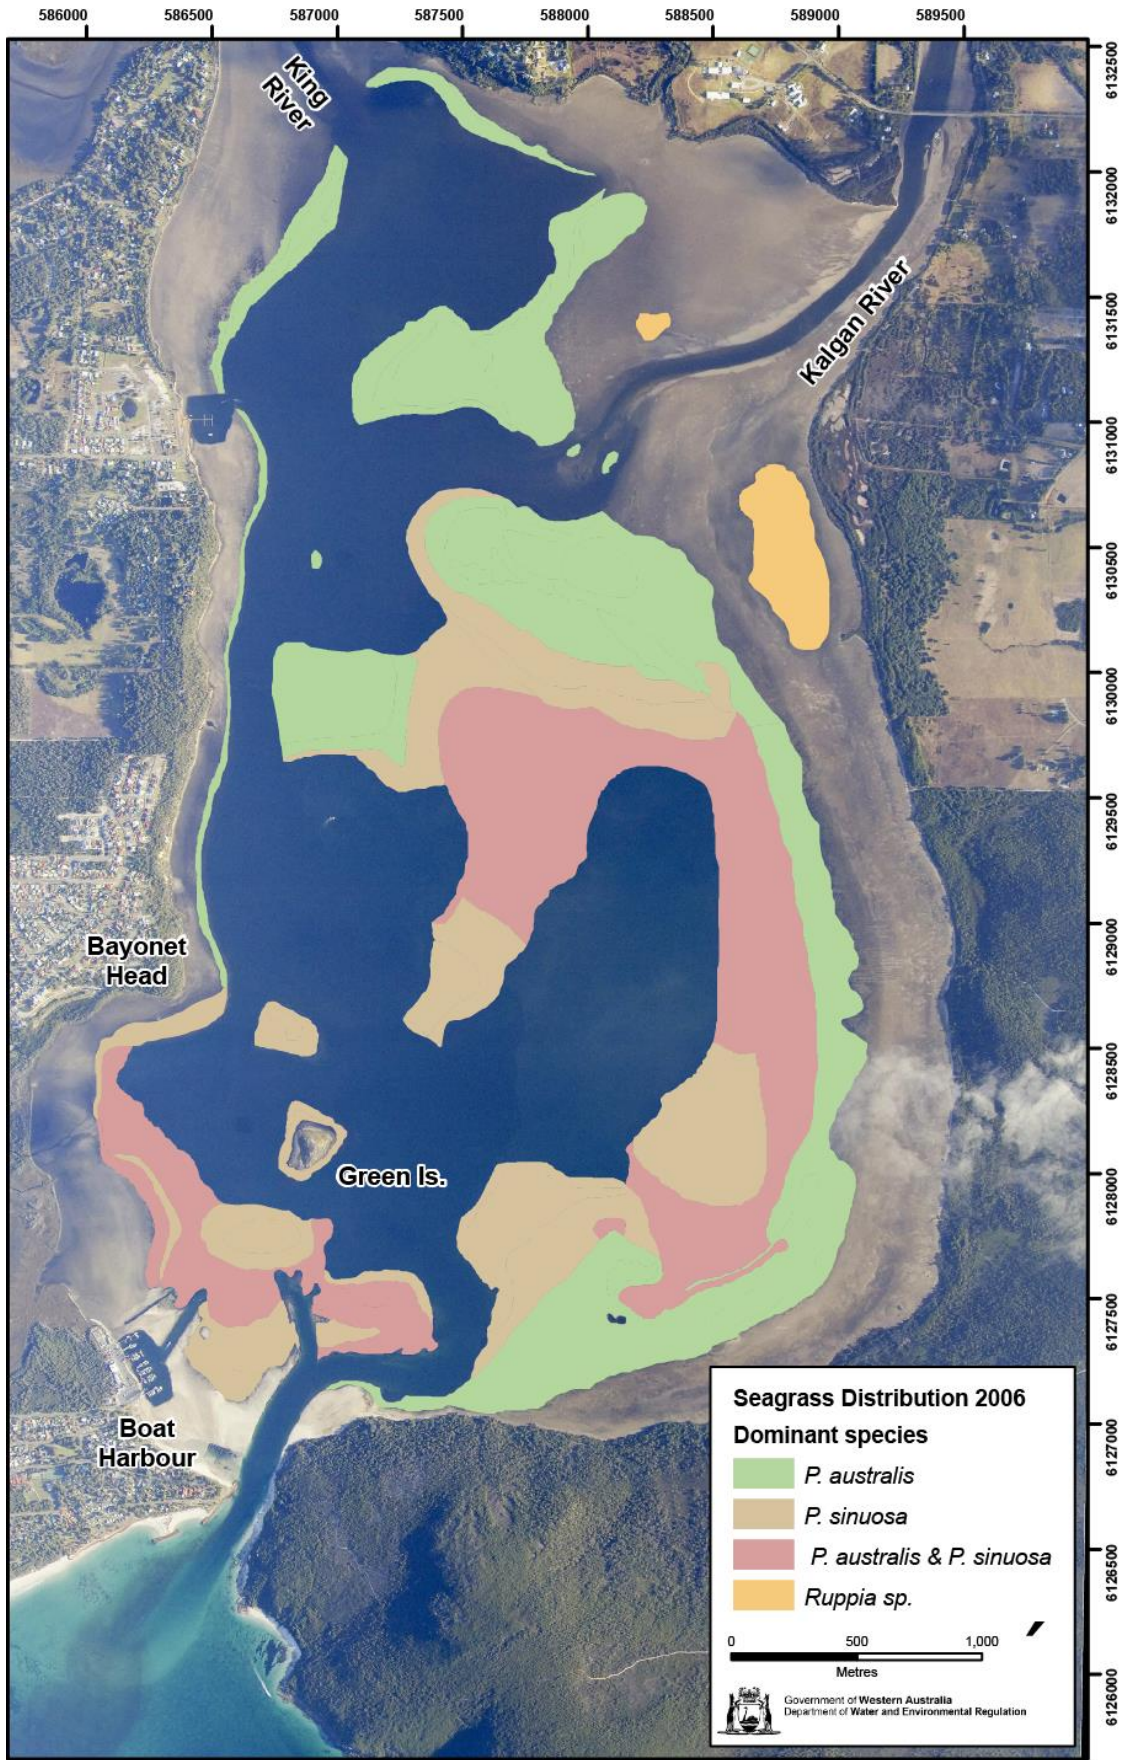 586000 586500 587000 587500 588000 588500 589000 589500
6132500
6132000
6131500
6131000
6130500
6130000
6129500
6129000
6128500
6128000
6127500
6127000
6126500
6126000
King
River
Kalgan River
Bayonet
Head
Green Is.
Boat
Harbour
Seagrass Distribution 2006
Dominant species
P. australis
P. sinuosa
P. australis & P. sinuosa
Ruppia sp.
0 500 1,000
Metres
Government of Western Australia
Department of Water and Environmental Regulation